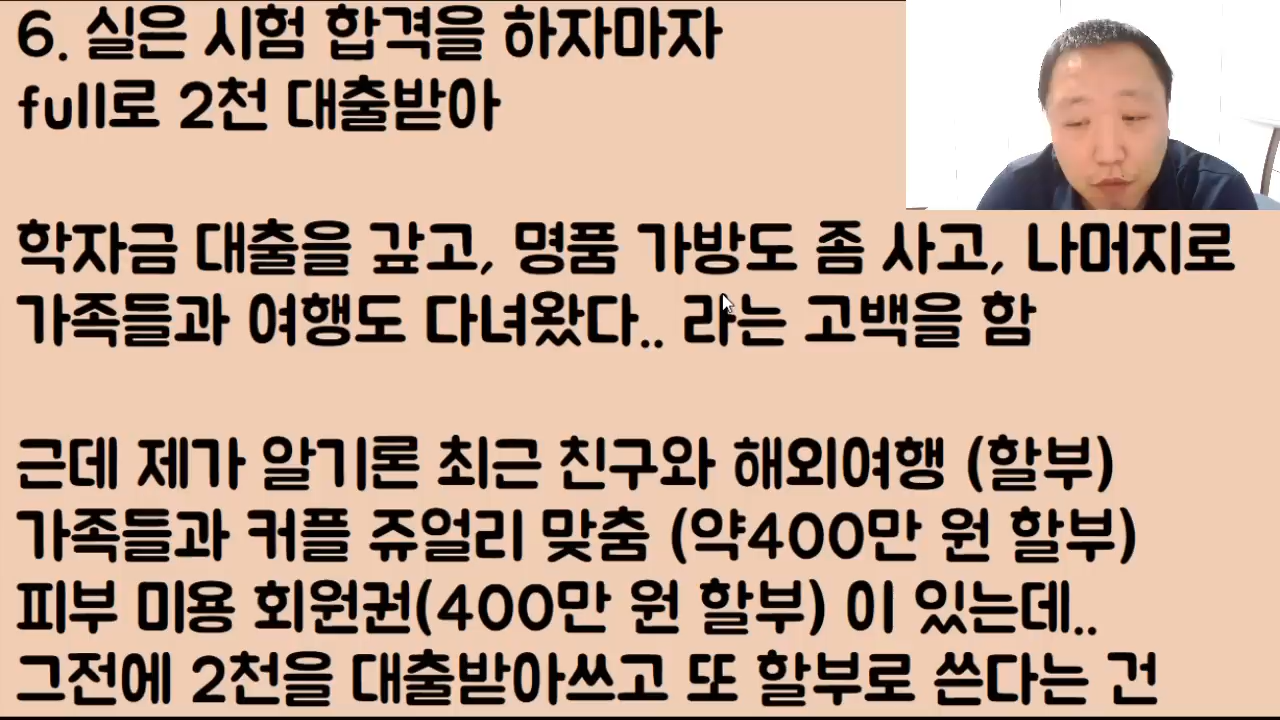 6. 실은 시험 합격을 하자마자
full로 2천 대출받아
학자금 대출을 갚고, 명품 가방도 좀 사고, 나머지로
가족들과 여행도 다녀왔다.. 라는 고백을 함
근데 제가 알기론 최근 친구와 해외여행 (할부)
가족들과 커플 쥬얼리 맞춤 (약400만 원 할부)
피부 미용 회원권(400만 원 할부) 이 있는데..
그전에 2천을 대출받아쓰고 또 할부로 쓴다는 건